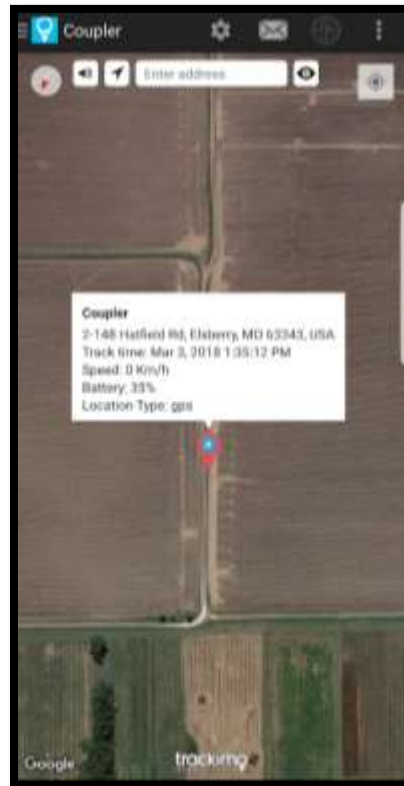 Coupler
Enter address
Coupler
2-148 Hatfield Rd, Elsberry, MO 63343, USA
Track time: Mar 3, 2018 1:35:12 PM
Speed: 0 Km/h
Battery: 35%
Location Type: gps
Google
trackimo